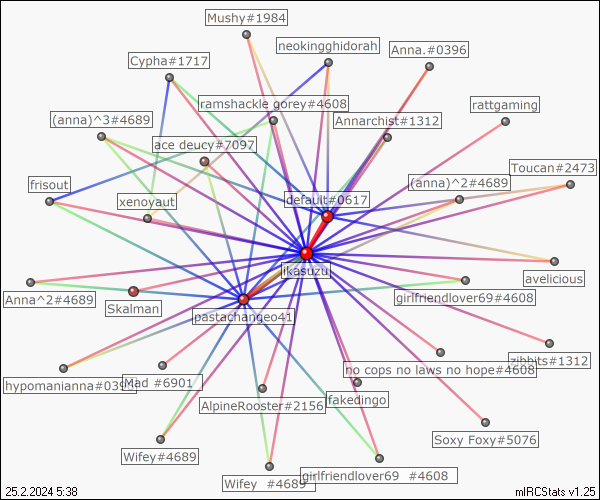 Mushy#1984
neokingghidorah
Anna.#0396
Cypha#1717
ramshackle gorey#4608
rattgaming
(anna)^3#4689
Annarchist#1312
ace deucy#7097
Toucan#2473
frisout
(anna)^2#4689
xenoyaut
default#0617
jikasuzu
avelicious
Anna^2#4689
Skalman
girlfriendlover69#4608
pastachangeo41
zibbits#1312
no cops no laws no hope#4608
hypomanianna#039
Mad #6901
fakedingo
AlpineRooster#2156
Soxy Foxy#5076
Wifey#4689
girlfriendlover69 #4608
Wifey #4689
25.2.2024 5:38
mIRCStats v1.25